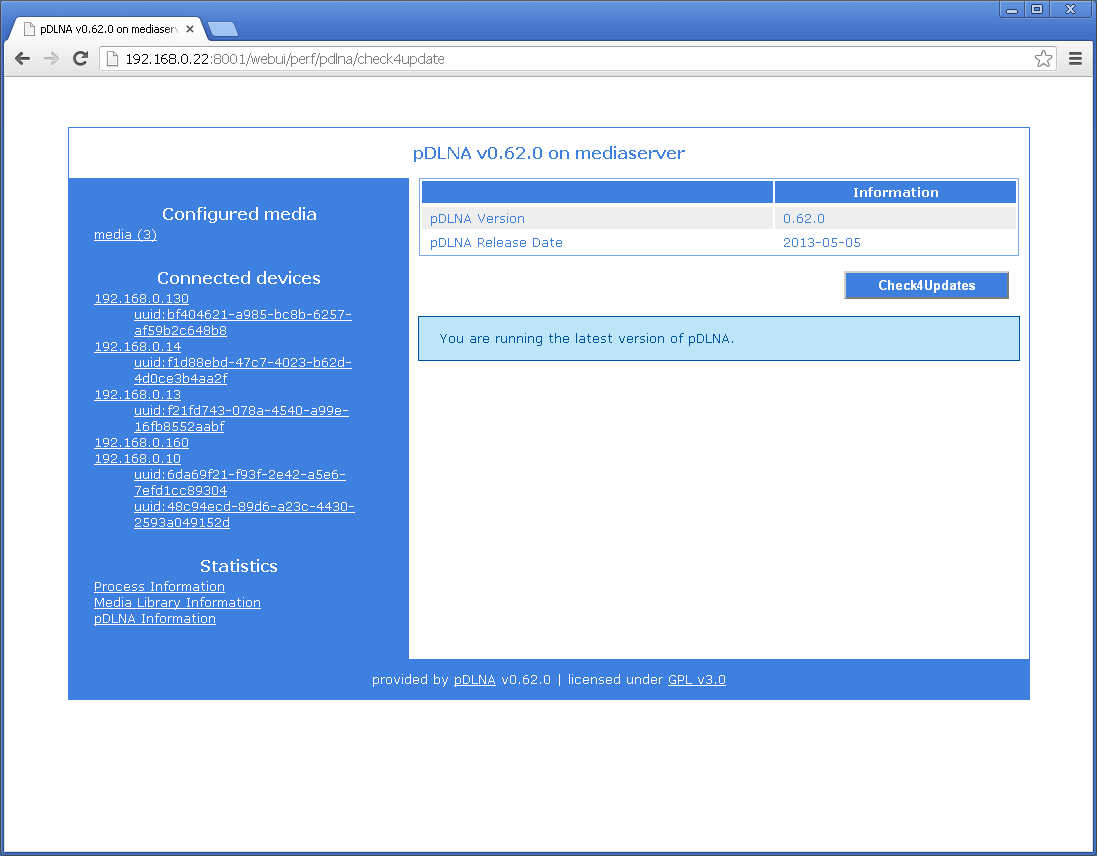 pDLNA v0.62.0 on mediaserv
192.168.0.22:8001/webui/perf/pdlna/check4update
pDLNA v0.62.0 on mediaserver
Configured media
media (3)
Connected devices
192.168.0.130
uuid:bf404621-a985-bc8b-6257-
af59b2c648b8
192.168.0.14
uuid:f1d88ebd-47c7-4023-b62d-
4d0ce3b4aa2f
192.168.0.13
uuid:f21fd743-078a-4540-a99e-
16fb8552aabf
192.168.0.160
192.168.0.10
uuid:6da69f21-f93f-2e42-a5e6-
7efd1cc89304
uuid:48c94ecd-89d6-a23c-4430-
2593a049152d
Statistics
Process Information
Media Library Information
pDLNA Information
Information
pDLNA Version 0.62.0
pDLNA Release Date 2013-05-05
Check4Updates
You are running the latest version of pDLNA.
provided by pDLNA v0.62.0 | licensed under GPL v3.0